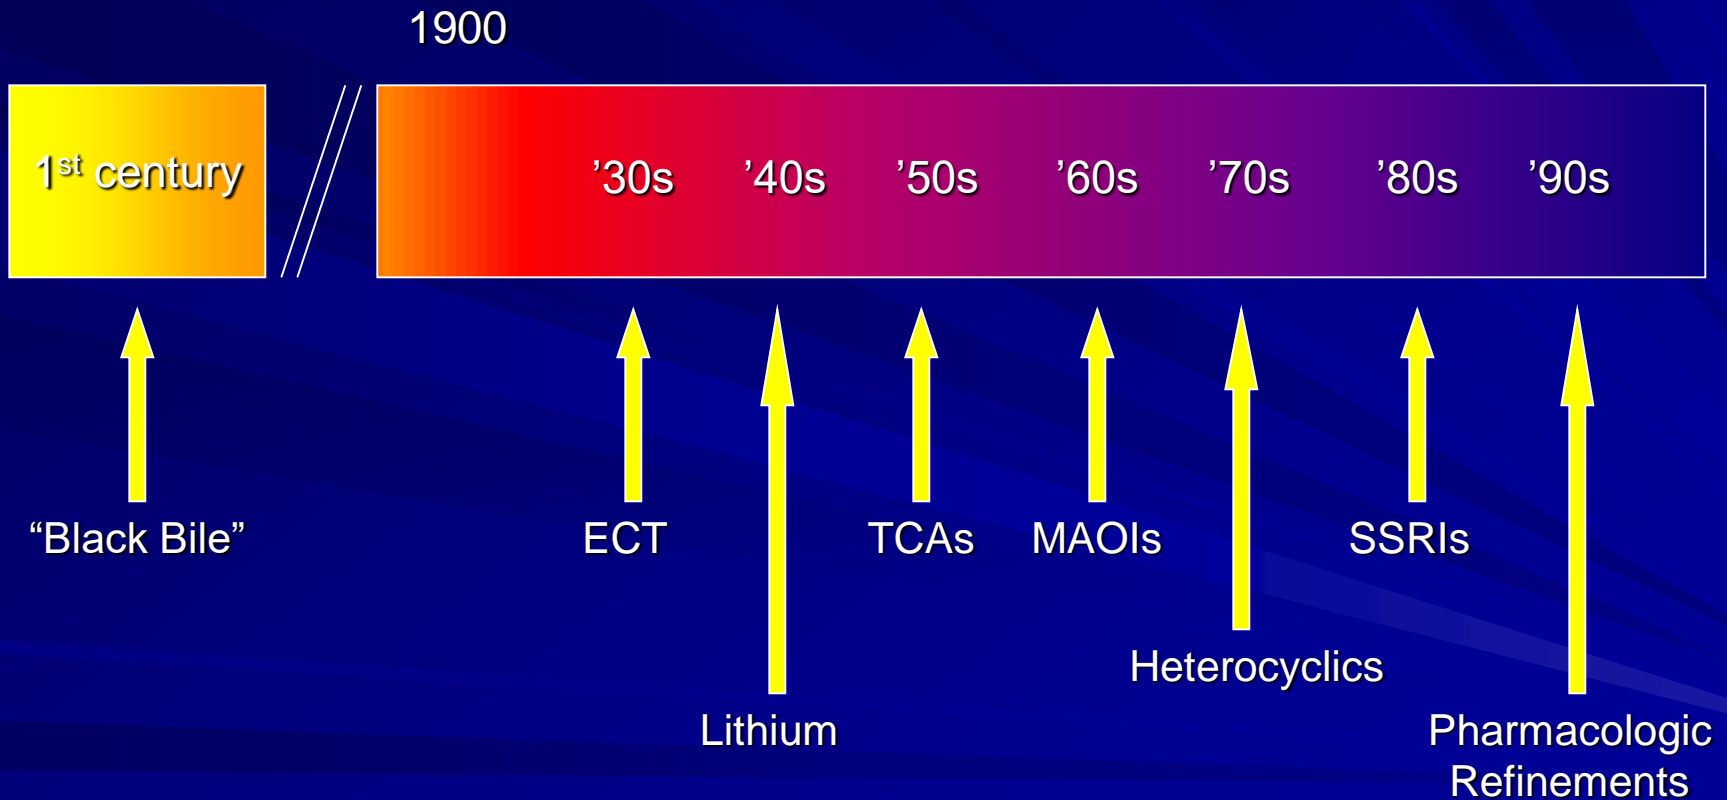 1900
1st century
’30s
’40s
’50s
’60s
’70s
’80s
’90s
“Black Bile”
ECT
TCAs
MAOIs
SSRIs
Heterocyclics
Lithium
Pharmacologic
Refinements